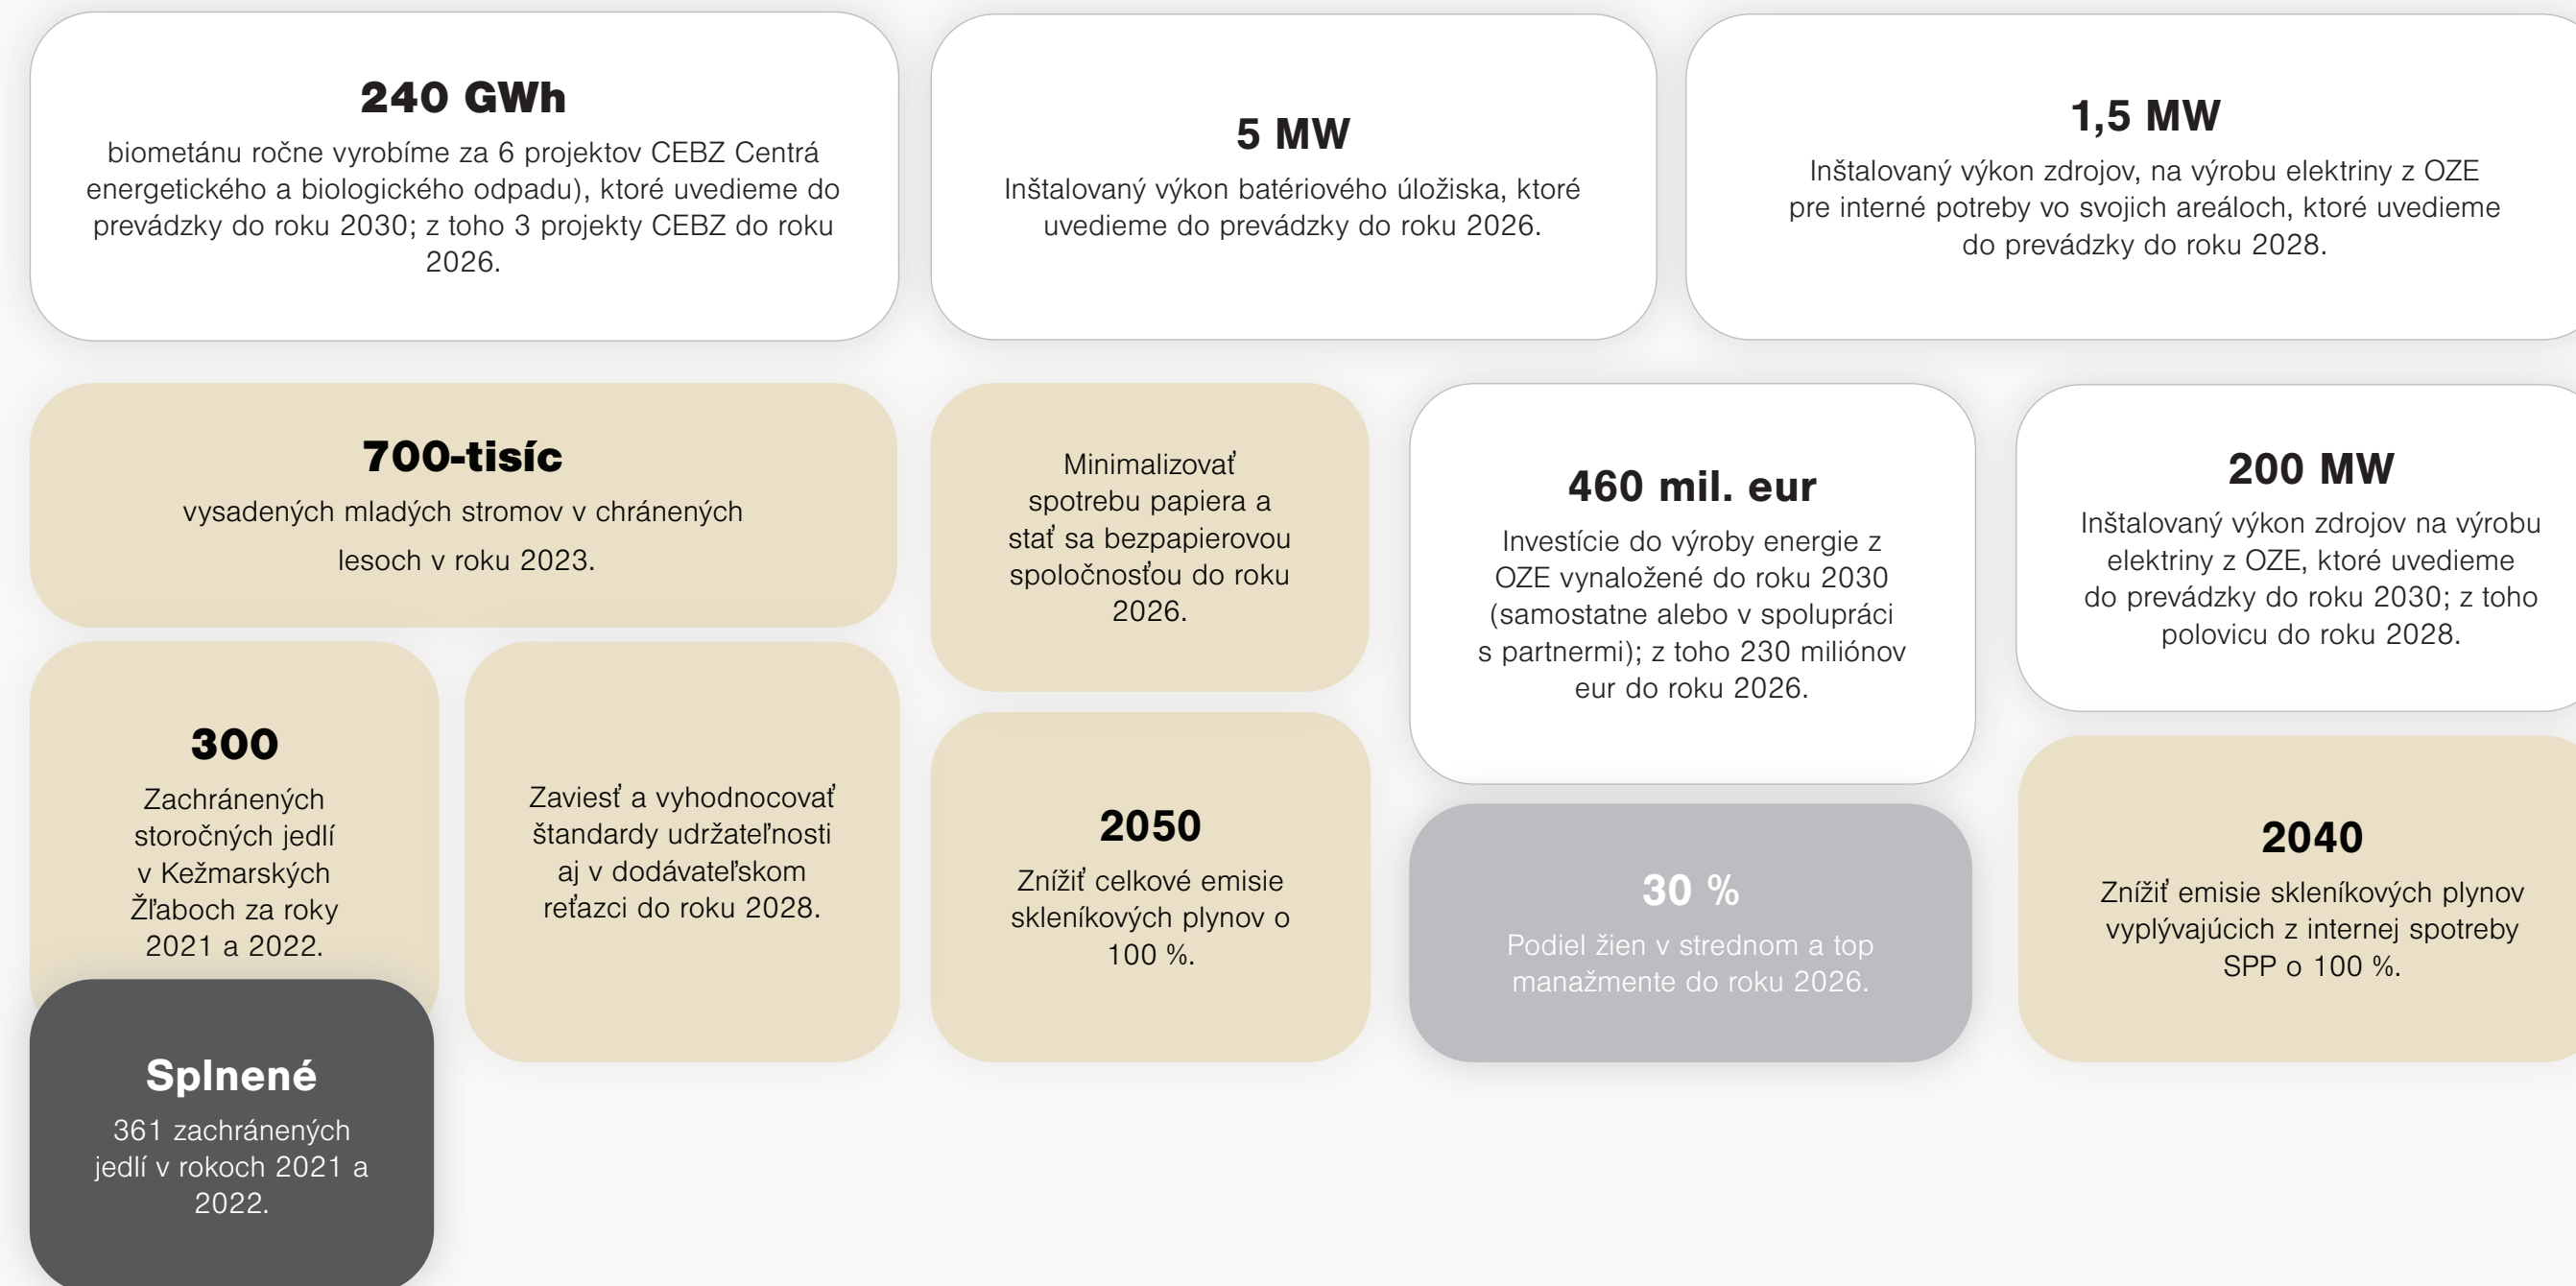 240 GWh
biometánu ročne vyrobíme za 6 projektov CEBZ Centrá
energetického a biologického odpadu), ktoré uvedieme do
prevádzky do roku 2030; z toho 3 projekty CEBZ do roku
2026.
5 MW
Inštalovaný výkon batériového úložiska, ktoré
uvedieme do prevádzky do roku 2026.
1,5 MW
Inštalovaný výkon zdrojov, na výrobu elektriny z OZE
pre interné potreby vo svojich areáloch, ktoré uvedieme
do prevádzky do roku 2028.
700-tisíc
vysadených mladých stromov v chránených
lesoch v roku 2023.
Minimalizovať
spotrebu papiera a
stať sa bezpapierovou
spoločnosťou do roku
2026.
460 mil. eur
Investície do výroby energie z
OZE vynaložené do roku 2030
(samostatne alebo v spolupráci
s partnermi); z toho 230 miliónov
eur do roku 2026.
200 MW
Inštalovaný výkon zdrojov na výrobu
elektriny z OZE, ktoré uvedieme
do prevádzky do roku 2030; z toho
polovicu do roku 2028.
300
Zachránených
storočných jedlí
v Kežmarských
Žľaboch za roky
2021 a 2022.
Zaviesť a vyhodnocovať
štandardy udržateľnosti
aj v dodávateľskom
reťazci do roku 2028.
2050
Znížiť celkové emisie
skleníkových plynov o
100 %.
30 %
Podiel žien v strednom a top
manažmente do roku 2026.
2040
Znížiť emisie skleníkových plynov
vyplývajúcich z internej spotreby
SPP o 100 %.
Splnené
361 zachránených
jedlí v rokoch 2021 a
2022.